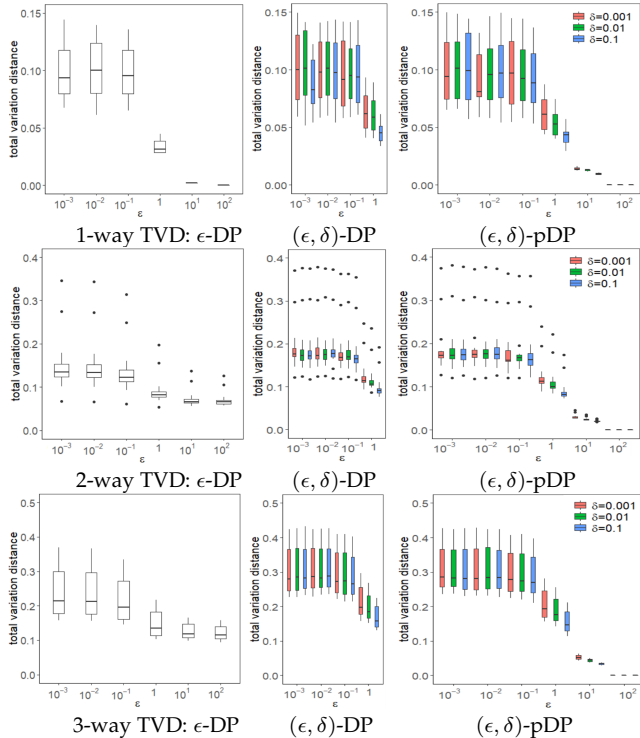 total variation distance
0.15
0.10
0.05
0.00
10⁻³ 10⁻² 10⁻¹ 1 10¹ 10²
ε
total variation distance
0.15
0.10
0.05
0.00
10⁻³ 10⁻² 10⁻¹ 1
ε
total variation distance
0.15
0.10
0.05
0.00
δ=0.001
δ=0.01
δ=0.1
10⁻³ 10⁻² 10⁻¹ 1 10¹ 10²
ε
1-way TVD: ϵ-DP (ϵ, δ)-DP (ϵ, δ)-pDP
total variation distance
0.4
0.3
0.2
0.1
0.0
10⁻³ 10⁻² 10⁻¹ 1 10¹ 10²
ε
total variation distance
0.4
0.3
0.2
0.1
0.0
10⁻³ 10⁻² 10⁻¹ 1
ε
total variation distance
0.4
0.3
0.2
0.1
0.0
δ=0.001
δ=0.01
δ=0.1
10⁻³ 10⁻² 10⁻¹ 1 10¹ 10²
ε
2-way TVD: ϵ-DP (ϵ, δ)-DP (ϵ, δ)-pDP
total variation distance
0.5
0.4
0.3
0.2
0.1
0.0
10⁻³ 10⁻² 10⁻¹ 1 10¹ 10²
ε
total variation distance
0.5
0.4
0.3
0.2
0.1
0.0
10⁻³ 10⁻² 10⁻¹ 1
ε
total variation distance
0.5
0.4
0.3
0.2
0.1
0.0
δ=0.001
δ=0.01
δ=0.1
10⁻³ 10⁻² 10⁻¹ 1 10¹ 10²
ε
3-way TVD: ϵ-DP (ϵ, δ)-DP (ϵ, δ)-pDP